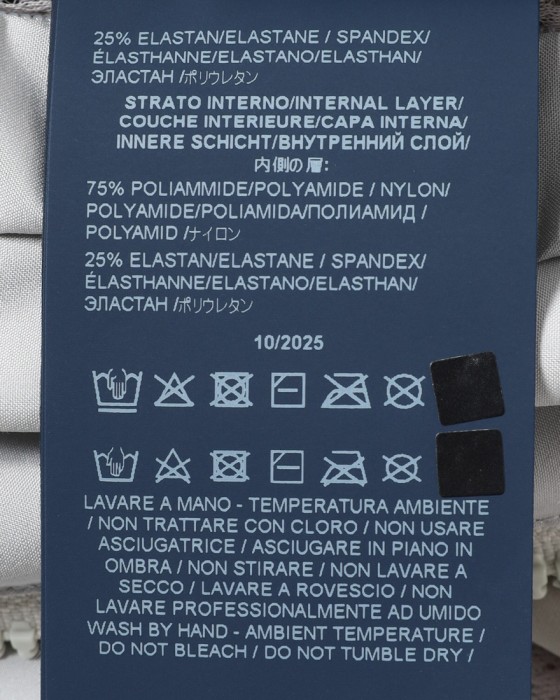 25% ELASTAN/ELASTANE / SPANDEX/
ÉLASTHANNE/ELASTANO/ELASTHAN/
ЭЛАСТАН /ポリウレタン
STRATO INTERNO/INTERNAL LAYER/
COUCHE INTERIEURE/CAPA INTERNA/
INNERE SCHICHT/ВНУТРЕННИЙ СЛОЙ/
内側の層:
75% POLIAMMIDE/POLYAMIDE / NYLON/
POLYAMIDE/POLIAMIDA/ПОЛИАМИД /
POLYAMID /ナイロン
25% ELASTAN/ELASTANE / SPANDEX/
ÉLASTHANNE/ELASTANO/ELASTHAN/
ЭЛАСТАН /ポリウレタン
10/2025
LAVARE A MANO - TEMPERATURA AMBIENTE
/ NON TRATTARE CON CLORO / NON USARE
ASCIUGATRICE / ASCIUGARE IN PIANO IN
OMBRA / NON STIRARE / NON LAVARE A
SECCO / LAVARE A ROVESCIO / NON
LAVARE PROFESSIONALMENTE AD UMIDO
WASH BY HAND - AMBIENT TEMPERATURE /
DO NOT BLEACH / DO NOT TUMBLE DRY /